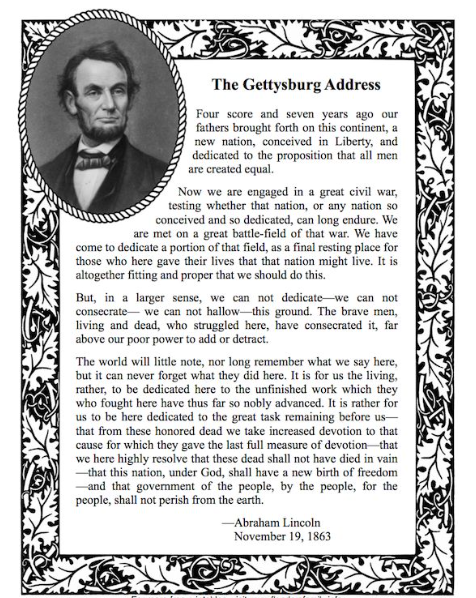 The Gettysburg Address
Four score and seven years ago our
fathers brought forth on this continent, a
new nation, conceived in Liberty, and
dedicated to the proposition that all men
are created equal.
Now we are engaged in a great civil war,
testing whether that nation, or any nation so
conceived and so dedicated, can long endure. We
are met on a great battle-field of that war. We have
come to dedicate a portion of that field, as a final resting place for
those who here gave their lives that that nation might live. It is
altogether fitting and proper that we should do this.
But, in a larger sense, we can not dedicate—we can not
consecrate— we can not hallow—this ground. The brave men,
living and dead, who struggled here, have consecrated it, far
above our poor power to add or detract.
The world will little note, nor long remember what we say here,
but it can never forget what they did here. It is for us the living,
rather, to be dedicated here to the unfinished work which they
who fought here have thus far so nobly advanced. It is rather for
us to be here dedicated to the great task remaining before us—
that from these honored dead we take increased devotion to that
cause for which they gave the last full measure of devotion—that
we here highly resolve that these dead shall not have died in vain
—that this nation, under God, shall have a new birth of freedom
—and that government of the people, by the people, for the
people, shall not perish from the earth.
—Abraham Lincoln
November 19, 1863